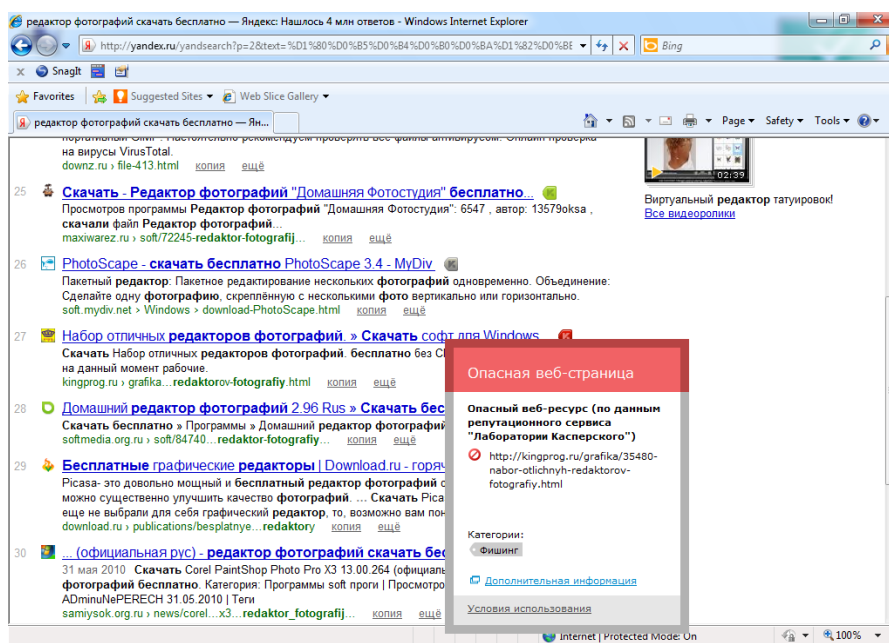 редактор фотографий скачать бесплатно — Яндекс: Нашлось 4 млн ответов - Windows Internet Explorer
http://yandex.ru/yandsearch?p=2&text=%D1%80%D0%B5%D0%B4%D0%B0%D0%BA%D1%82%D0%BE
Bing
x SnagIt
Favorites Suggested Sites Web Slice Gallery
редактор фотографий скачать бесплатно — Ян...
Page Safety Tools
портативный GIMP. Настоятельно рекомендуем проверить все файлы антивирусом. Онлайн проверка
на вирусы VirusTotal.
downz.ru › file-413.html копия ещё
25 Скачать - Редактор фотографий "Домашняя Фотостудия" бесплатно...
Просмотров программы Редактор фотографий "Домашняя Фотостудия": 6547 , автор: 13579oksa ,
скачали файл Редактор фотографий...
maxiwarez.ru › soft/72245-redaktor-fotografij... копия ещё
26 PhotoScape - скачать бесплатно PhotoScape 3.4 - MyDiv
Пакетный редактор: Пакетное редактирование нескольких фотографий одновременно. Объединение:
Сделайте одну фотографию, скреплённую с несколькими фото вертикально или горизонтально.
soft.mydiv.net › Windows › download-PhotoScape.html копия ещё
27 Набор отличных редакторов фотографий. » Скачать софт для Windows...
Скачать Набор отличных редакторов фотографий. бесплатно без С
на данный момент рабочие.
kingprog.ru › grafika...redaktorov-fotografiy.html копия ещё
28 Домашний редактор фотографий 2.96 Rus » Скачать бес
Скачать бесплатно » Программы » Домашний редактор фотографий
softmedia.org.ru › soft/84740...redaktor-fotografiy... копия ещё
29 Бесплатные графические редакторы | Download.ru - горяч
Picasa- это довольно мощный и бесплатный редактор фотографий с
можно существенно улучшить качество фотографий. ... Скачать Pica
еще не выбрали для себя графический редактор, то, возможно вам пон
download.ru › publications/besplatnye...redaktory копия ещё
30 ... (официальная рус) - редактор фотографий скачать бес
31 мая 2010 Скачать Corel PaintShop Photo Pro X3 13.00.264 (официаль
фотографий бесплатно. Категория: Программы soft проги | Просмотро
ADminuNePERECH 31.05.2010 | Теги
samiysok.org.ru › news/corel...x3...redaktor_fotografij... копия ещё
02:39
Виртуальный редактор татуировок!
Все видеоролики
Опасная веб-страница
Опасный веб-ресурс (по данным
репутационного сервиса
"Лаборатории Касперского")
http://kingprog.ru/grafika/35480-
nabor-otlichnyh-redaktorov-
fotografiy.html
Категории:
Фишинг
Дополнительная информация
Условия использования
Internet | Protected Mode: On
100%